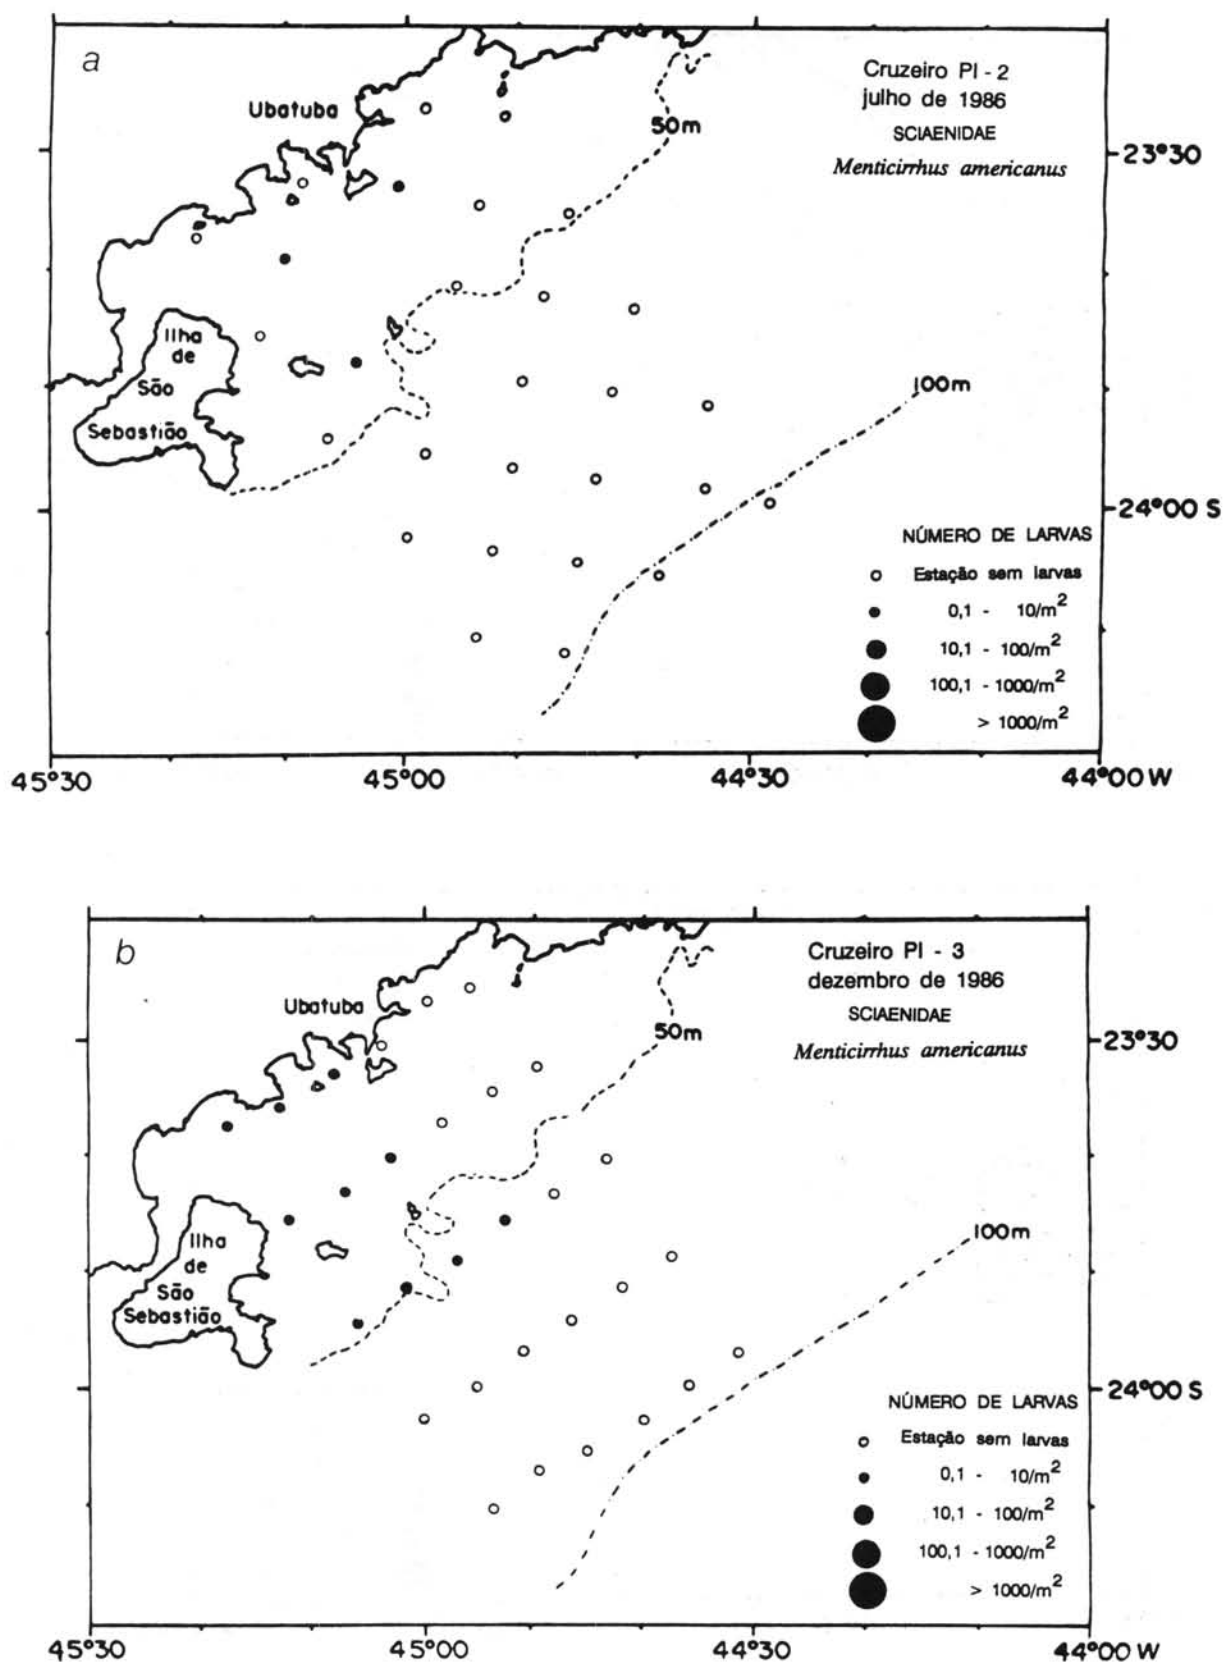 a
Cruzeiro PI - 2
julho de 1986
SCIAENIDAE
Menticirrhus americanus
Ubatuba
50m
23°30
Ilha
de
São
Sebastião
100m
24°00 S
NÚMERO DE LARVAS
Estação sem larvas
0,1 - 10/m²
10,1 - 100/m²
100,1 - 1000/m²
> 1000/m²
45°30
45°00
44°30
44°00 W
b
Cruzeiro PI - 3
dezembro de 1986
SCIAENIDAE
Menticirrhus americanus
Ubatuba
50m
23°30
Ilha
de
São
Sebastião
100m
24°00 S
NÚMERO DE LARVAS
Estação sem larvas
0,1 - 10/m²
10,1 - 100/m²
100,1 - 1000/m²
> 1000/m²
45°30
45°00
44°30
44°00 W